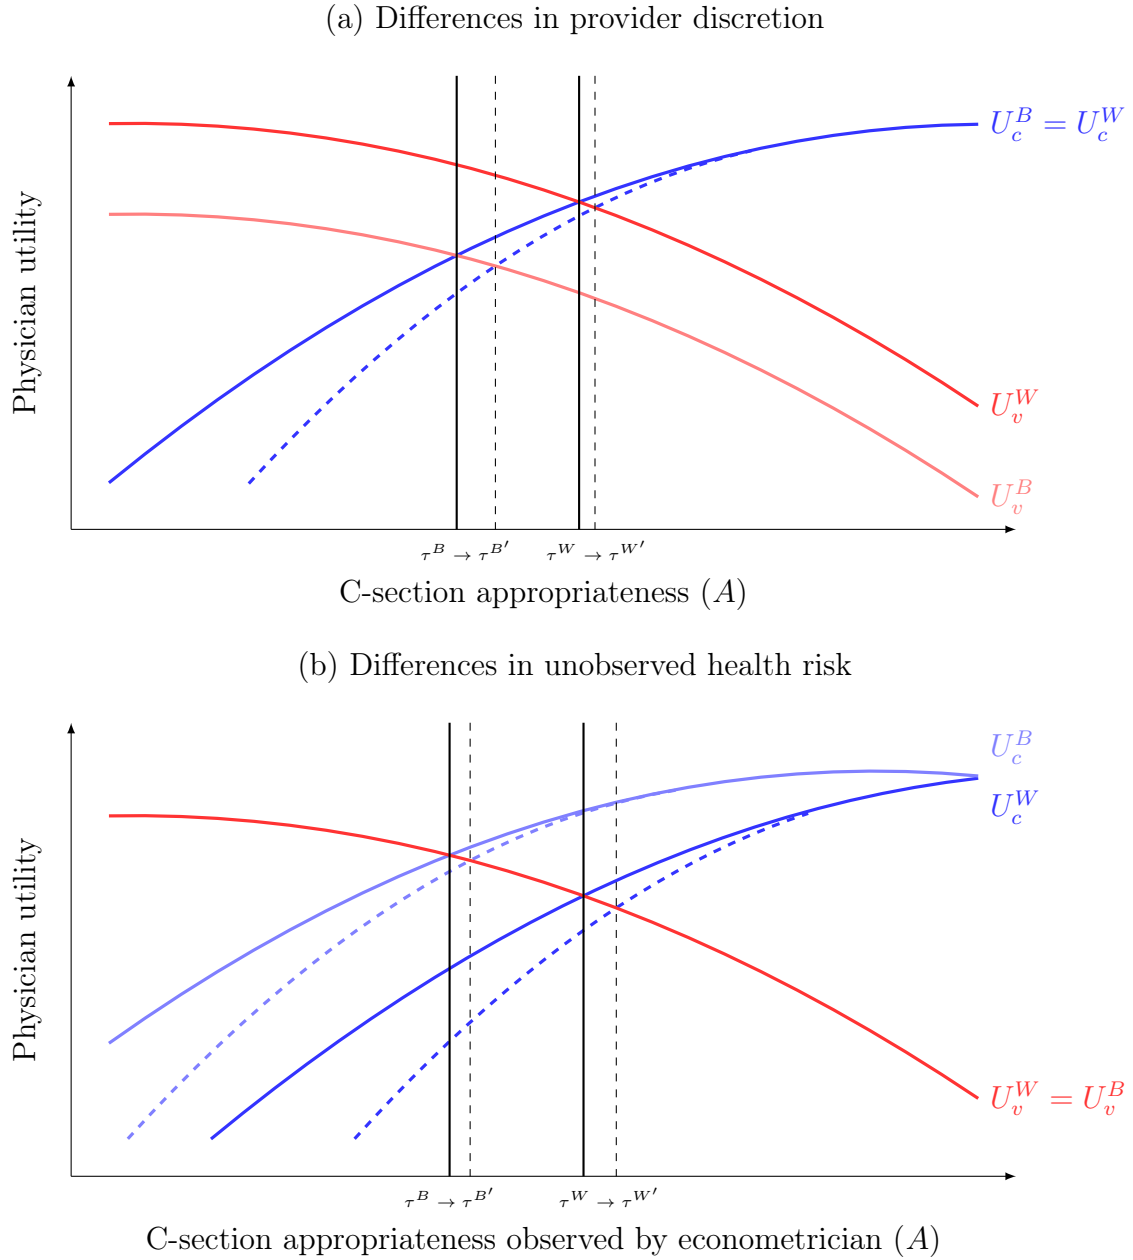 (a) Differences in provider discretion
U_c^B = U_c^W
Physician utility
U_v^W
U_v^B
τ^B → τ^B′ τ^W → τ^W′
C-section appropriateness (A)
(b) Differences in unobserved health risk
U_c^B
U_c^W
Physician utility
U_v^W = U_v^B
τ^B → τ^B′ τ^W → τ^W′
C-section appropriateness observed by econometrician (A)